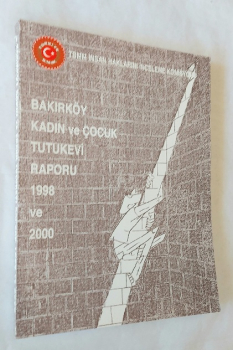 TBMM İNSAN HAKLARINI İNCELEME KOMİSYONU
BAKIRKÖY
KADIN ve ÇOCUK
TUTUKEVİ
RAPORU
1998
ve
2000